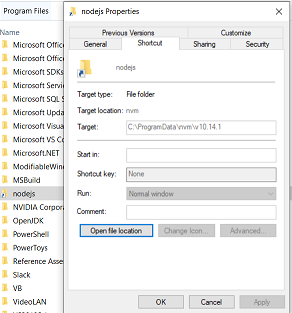 Program Files
Microsoft Office
Microsoft Office
Microsoft SDKs
Microsoft Server
Microsoft SQL S
Microsoft Updat
Microsoft Visua
Microsoft VS Co
Microsoft.NET
ModifiableWind
MSBuild
nodejs
NVIDIA Corpora
OpenJDK
PowerShell
PowerToys
Reference Asse
Slack
VB
VideoLAN
nodejs Properties
Previous Versions
Customize
General
Shortcut
Sharing
Security
nodejs
Target type: File folder
Target location: nvm
Target: C:\ProgramData\nvm\v10.14.1
Start in:
Shortcut key: None
Run: Normal window
Comment:
Open file location
Change Icon...
Advanced...
OK
Cancel
Apply